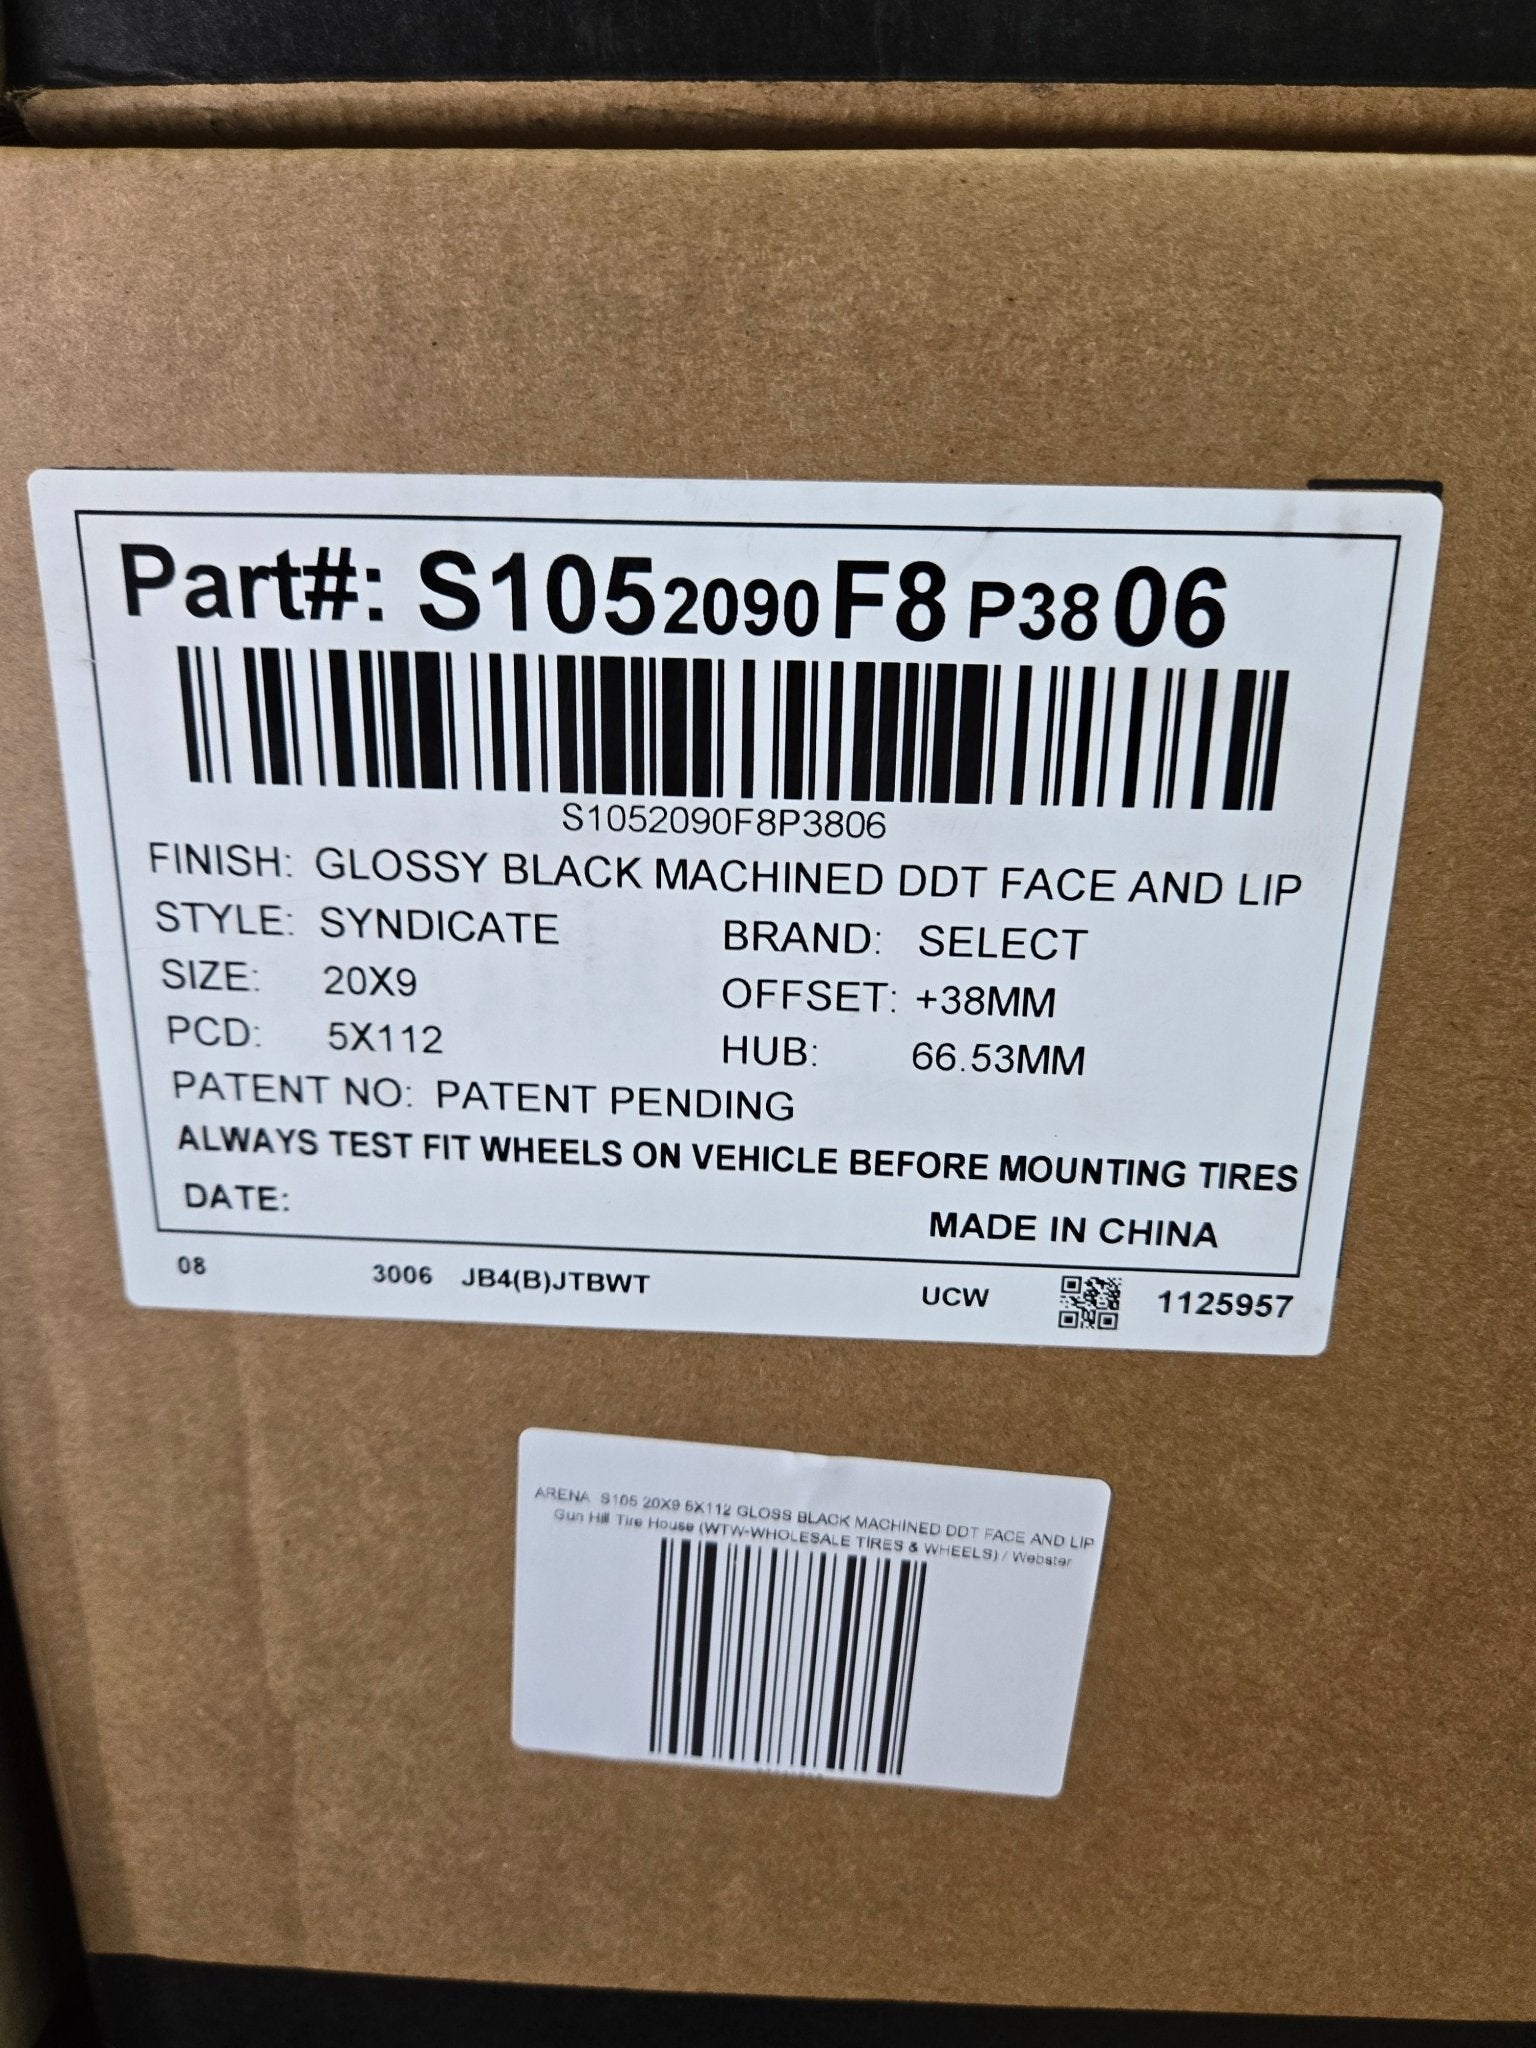 Part#: S1052090F8P3806
S1052090F8P3806
FINISH: GLOSSY BLACK MACHINED DDT FACE AND LIP
STYLE: SYNDICATE BRAND: SELECT
SIZE: 20X9 OFFSET: +38MM
PCD: 5X112 HUB: 66.53MM
PATENT NO: PATENT PENDING
ALWAYS TEST FIT WHEELS ON VEHICLE BEFORE MOUNTING TIRES
DATE:
MADE IN CHINA
08 3006 JB4(B)JTBWT UCW 1125957
ARENA S105 20X9 5X112 GLOSS BLACK MACHINED DDT FACE AND LIP
Gun Hill Tire House (WTW-WHOLESALE TIRES & WHEELS) / Webster